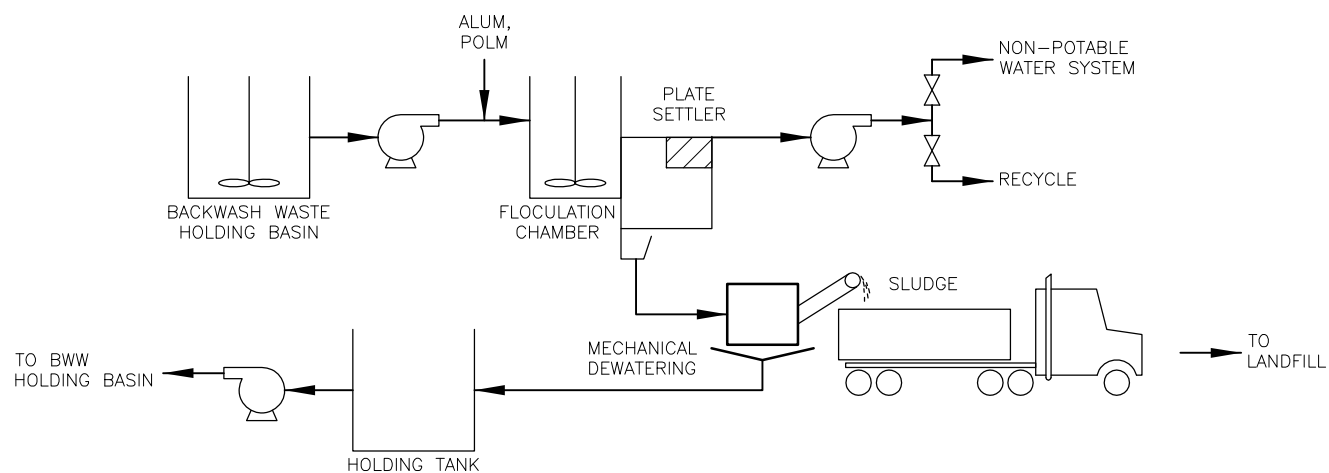 ALUM,
POLM
NON-POTABLE
WATER SYSTEM
PLATE
SETTLER
RECYCLE
BACKWASH WASTE
HOLDING BASIN
FLOCULATION
CHAMBER
SLUDGE
MECHANICAL
DEWATERING
TO
LANDFILL
TO BWW
HOLDING BASIN
HOLDING TANK